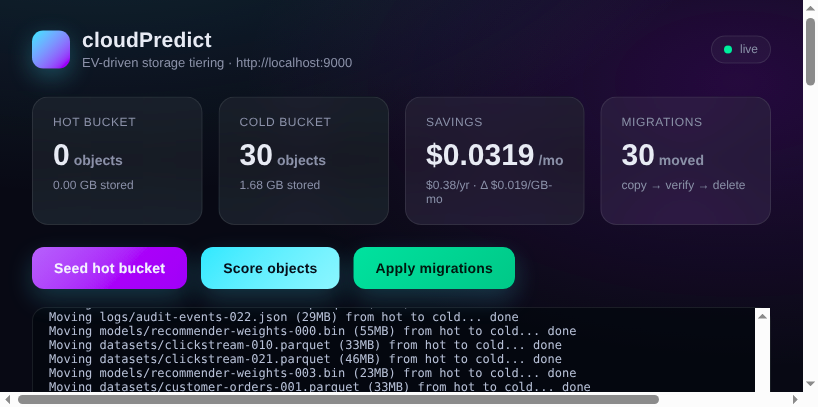 cloudPredict
EV-driven storage tiering · http://localhost:9000
live
HOT BUCKET
0 objects
0.00 GB stored
COLD BUCKET
30 objects
1.68 GB stored
SAVINGS
$0.0319 /mo
$0.38/yr · Δ $0.019/GB-
mo
MIGRATIONS
30 moved
copy → verify → delete
Seed hot bucket
Score objects
Apply migrations
Moving logs/audit-events-022.json (29MB) from hot to cold... done
Moving models/recommender-weights-000.bin (55MB) from hot to cold... done
Moving datasets/clickstream-010.parquet (33MB) from hot to cold... done
Moving datasets/clickstream-021.parquet (46MB) from hot to cold... done
Moving models/recommender-weights-003.bin (23MB) from hot to cold... done
Moving datasets/customer-orders-001.parquet (33MB) from hot to cold... done